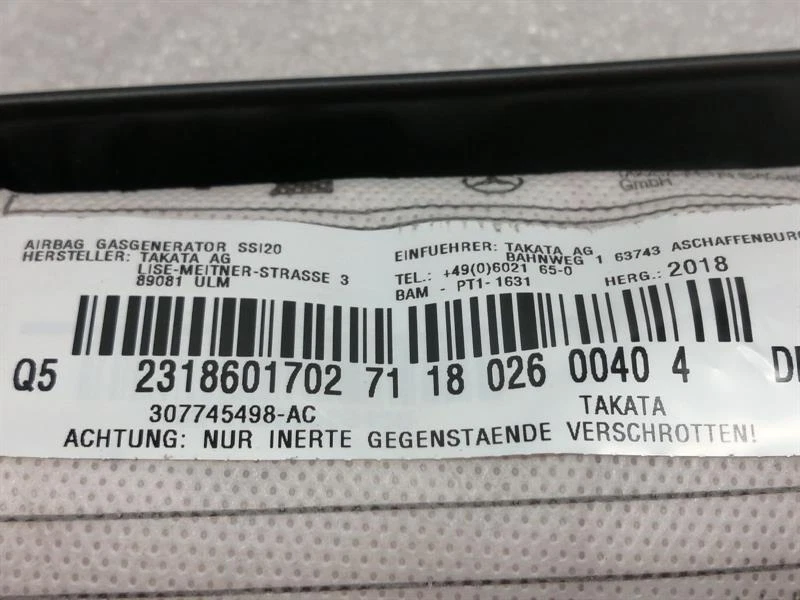 GmbH
AIRBAG GASGENERATOR SSI20
HERSTELLER: TAKATA AG
LISE-MEITNER-STRASSE 3
89081 ULM
EINFUEHRER: TAKATA AG
BAHNWEG 1 63743 ASCHAFFENBURG
TEL.: +49(0)6021 65-0
BAM - PT1-1631
HERG.: 2018
Q5 2318601702 71 18 026 0040 4
307745498-AC
TAKATA
ACHTUNG: NUR INERTE GEGENSTAENDE VERSCHROTTEN!